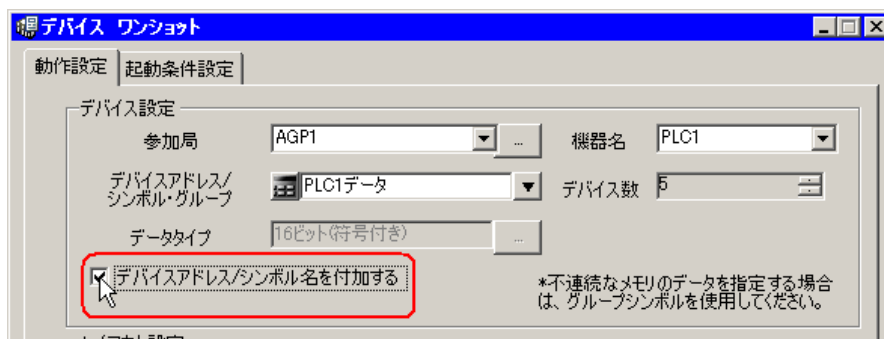 デバイス ワンショット
動作設定 起動条件設定
デバイス設定
参加局 AGP1 ... 機器名 PLC1
デバイスアドレス/
シンボル・グループ PLC1データ デバイス数 5
データタイプ 16ビット(符号付き) ...
デバイスアドレス/シンボル名を付加する
*不連続なメモリのデータを指定する場合
は、グループシンボルを使用してください。